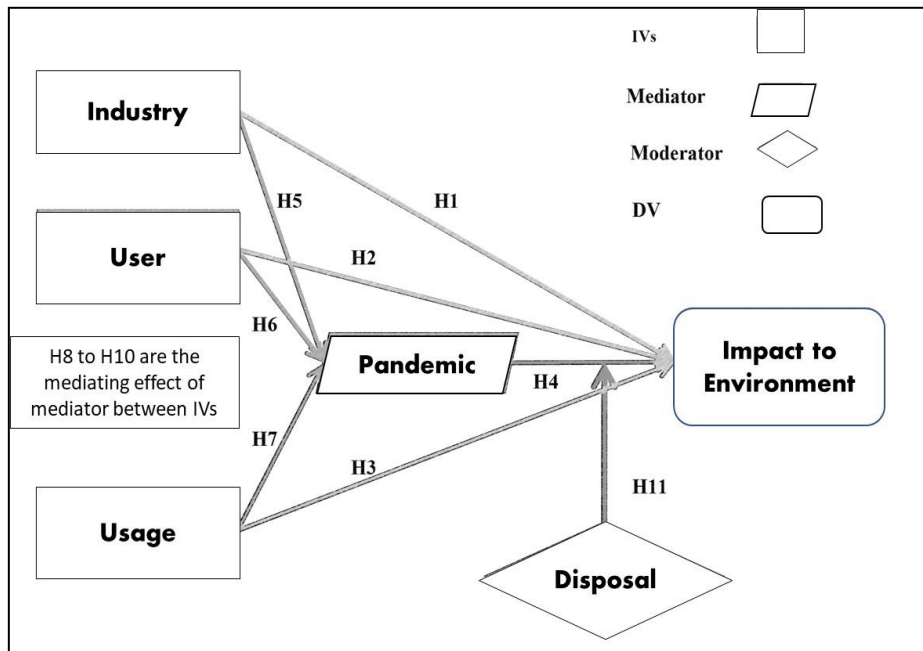 IVs
Mediator
Moderator
DV
Industry
User
H8 to H10 are the
mediating effect of
mediator between IVs
Usage
H5
H1
H2
H6
Pandemic
H4
H7
H3
H11
Impact to
Environment
Disposal